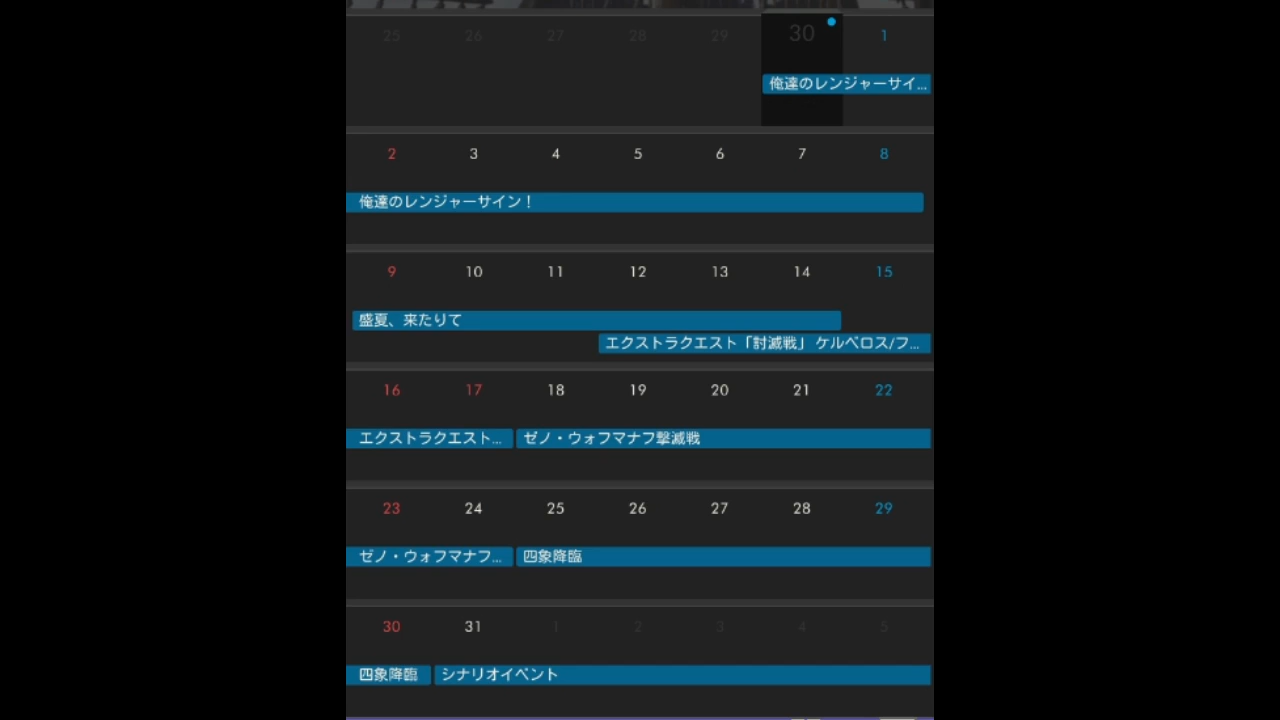 25 26 27 28 29 30 1
俺達のレンジャーサイ...
2 3 4 5 6 7 8
俺達のレンジャーサイン！
9 10 11 12 13 14 15
盛夏、来たりて
エクストラクエスト「討滅戦」 ケルベロス/フ...
16 17 18 19 20 21 22
エクストラクエスト... ゼノ・ウォフマナフ撃滅戦
23 24 25 26 27 28 29
ゼノ・ウォフマナフ... 四象降臨
30 31 1 2 3 4 5
四象降臨 シナリオイベント